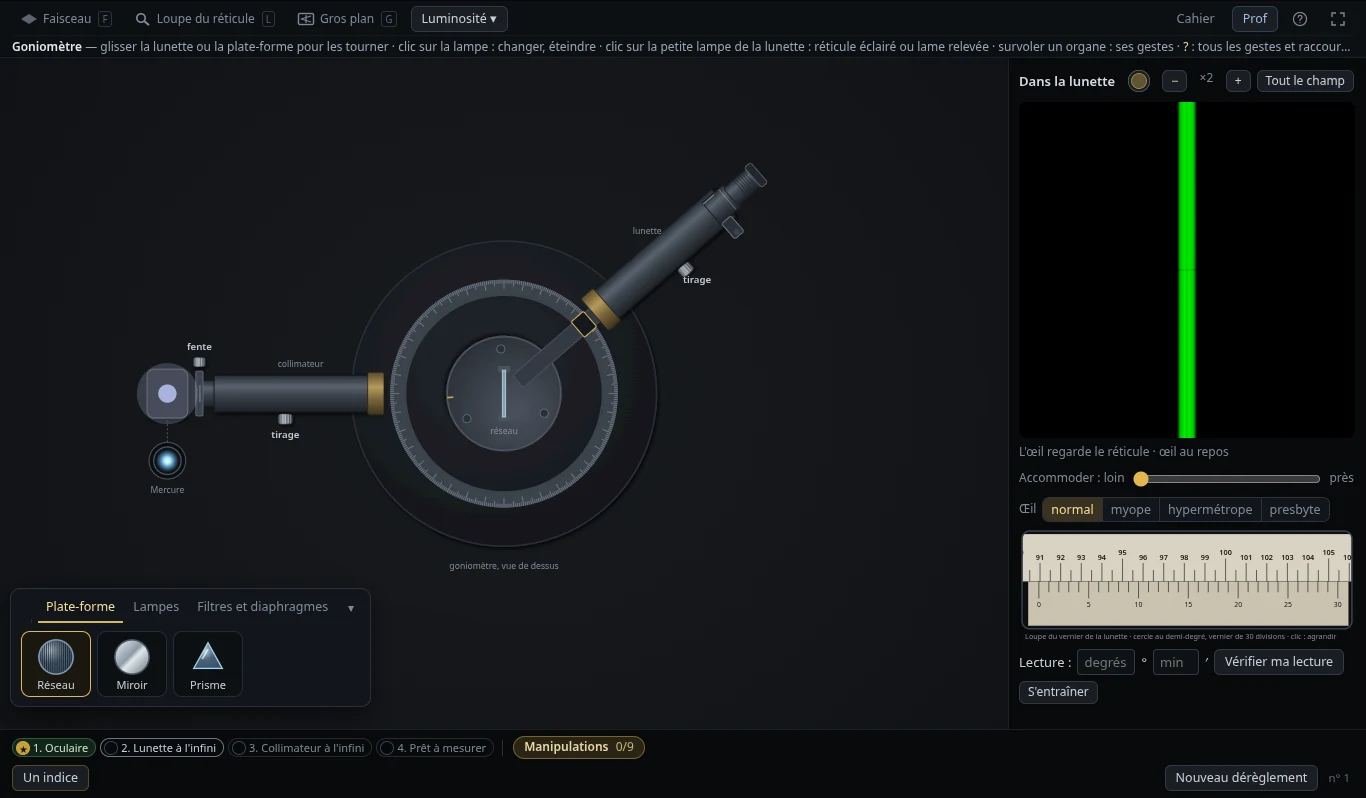 Faisceau F Loupe du réticule L Gros plan G Luminosité ▾ Cahier Prof ?
Goniomètre — glisser la lunette ou la plate-forme pour les tourner · clic sur la lampe : changer, éteindre · clic sur la petite lampe de la lunette : réticule éclairé ou lame relevée · survoler un organe : ses gestes · ? : tous les gestes et raccour...
Dans la lunette − ×2 + Tout le champ
lunette
tirage
fente
collimateur
tirage
réseau
Mercure
goniomètre, vue de dessus
L'œil regarde le réticule · œil au repos
Accommoder : loin près
Œil normal myope hypermétrope presbyte
91 92 93 94 95 96 97 98 99 100 101 102 103 104 105 10
0 5 10 15 20 25 30
Loupe du vernier de la lunette · cercle au demi-degré, vernier de 30 divisions · clic : agrandir
Lecture : degrés ° min ′ Vérifier ma lecture
S'entraîner
Plate-forme Lampes Filtres et diaphragmes ▾
Réseau Miroir Prisme
★ 1. Oculaire 2. Lunette à l'infini 3. Collimateur à l'infini 4. Prêt à mesurer Manipulations 0/9
Un indice Nouveau dérèglement n° 1